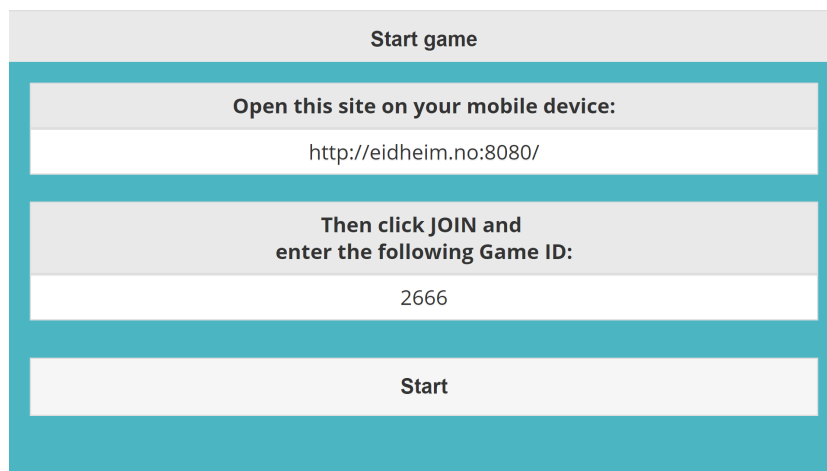 Start game
Open this site on your mobile device:
http://eidheim.no:8080/
Then click JOIN and
enter the following Game ID:
2666
Start